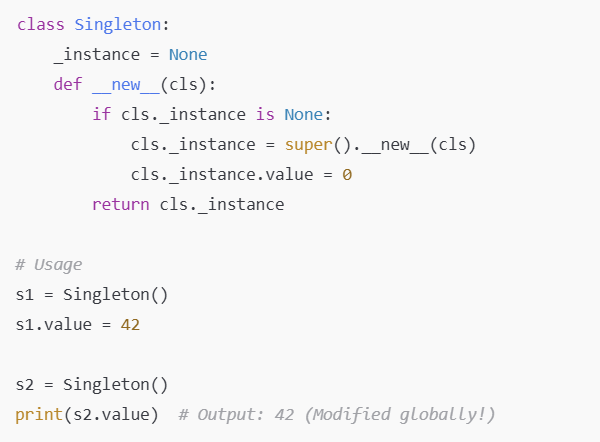 class Singleton:
    _instance = None
    def __new__(cls):
        if cls._instance is None:
            cls._instance = super().__new__(cls)
            cls._instance.value = 0
        return cls._instance

# Usage
s1 = Singleton()
s1.value = 42

s2 = Singleton()
print(s2.value)  # Output: 42 (Modified globally!)